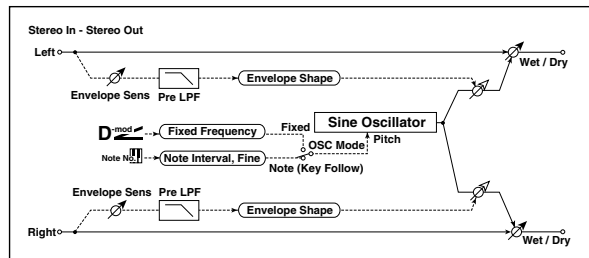 Stereo In - Stereo Out
Left
Wet / Dry
Envelope Sens
Pre LPF
Envelope Shape
D-mod
Fixed Frequency
Fixed
Sine Oscillator
OSC Mode
Pitch
Note No.
Note Interval, Fine
Note (Key Follow)
Envelope Sens
Pre LPF
Envelope Shape
Right
Wet / Dry